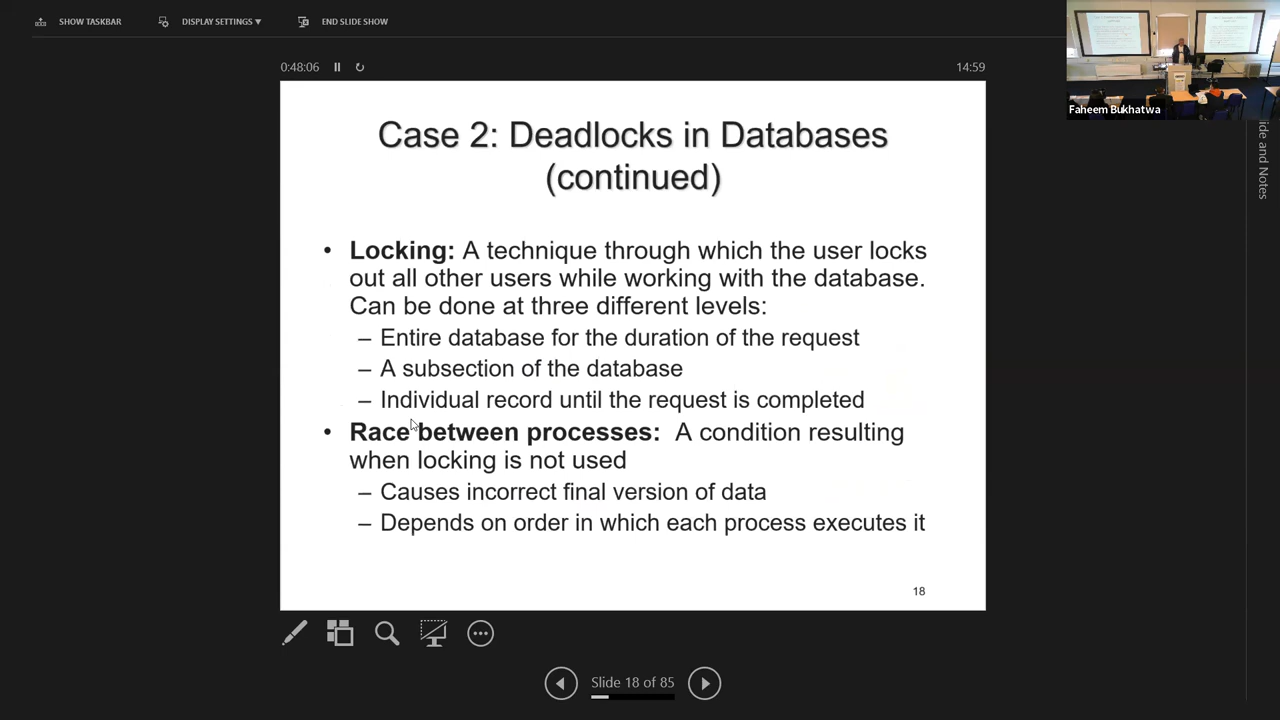 SHOW TASKBAR
DISPLAY SETTINGS ▼
END SLIDE SHOW
0:48:06
14:59
Faheem Bukhatwa
Case 2: Deadlocks in Databases
(continued)
• Locking: A technique through which the user locks
out all other users while working with the database.
Can be done at three different levels:
– Entire database for the duration of the request
– A subsection of the database
– Individual record until the request is completed
• Race between processes: A condition resulting
when locking is not used
– Causes incorrect final version of data
– Depends on order in which each process executes it
18
Slide 18 of 85
and Notes